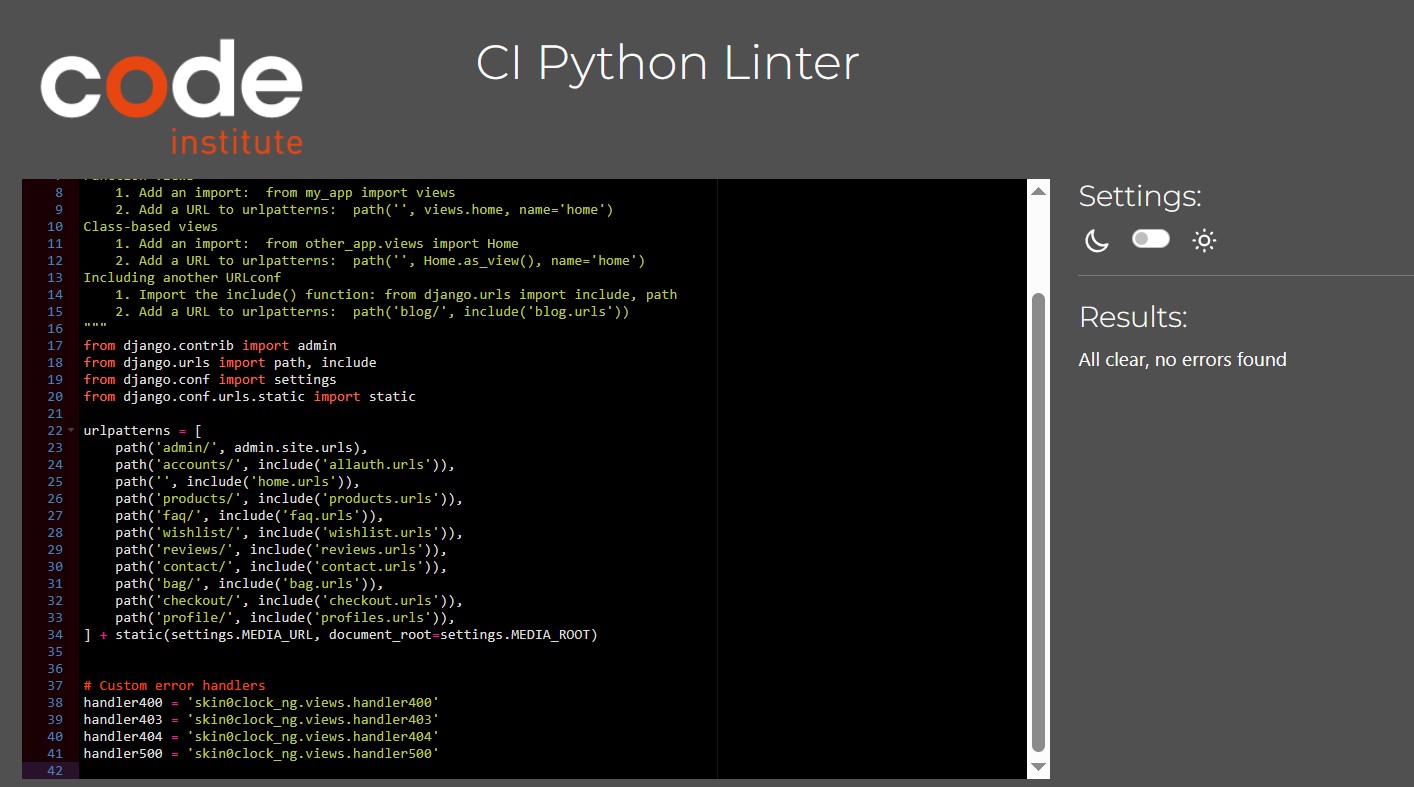 code
institute
CI Python Linter
8 1. Add an import:  from my_app import views
9 2. Add a URL to urlpatterns:  path('', views.home, name='home')
10 Class-based views
11 1. Add an import:  from other_app.views import Home
12 2. Add a URL to urlpatterns:  path('', Home.as_view(), name='home')
13 Including another URLconf
14 1. Import the include() function: from django.urls import include, path
15 2. Add a URL to urlpatterns:  path('blog/', include('blog.urls'))
16 """
17 from django.contrib import admin
18 from django.urls import path, include
19 from django.conf import settings
20 from django.conf.urls.static import static
21
22 urlpatterns = [
23     path('admin/', admin.site.urls),
24     path('accounts/', include('allauth.urls')),
25     path('', include('home.urls')),
26     path('products/', include('products.urls')),
27     path('faq/', include('faq.urls')),
28     path('wishlist/', include('wishlist.urls')),
29     path('reviews/', include('reviews.urls')),
30     path('contact/', include('contact.urls')),
31     path('bag/', include('bag.urls')),
32     path('checkout/', include('checkout.urls')),
33     path('profile/', include('profiles.urls')),
34 ] + static(settings.MEDIA_URL, document_root=settings.MEDIA_ROOT)
35
36
37 # Custom error handlers
38 handler400 = 'skin0clock_ng.views.handler400'
39 handler403 = 'skin0clock_ng.views.handler403'
40 handler404 = 'skin0clock_ng.views.handler404'
41 handler500 = 'skin0clock_ng.views.handler500'
42
Settings:
Results:
All clear, no errors found